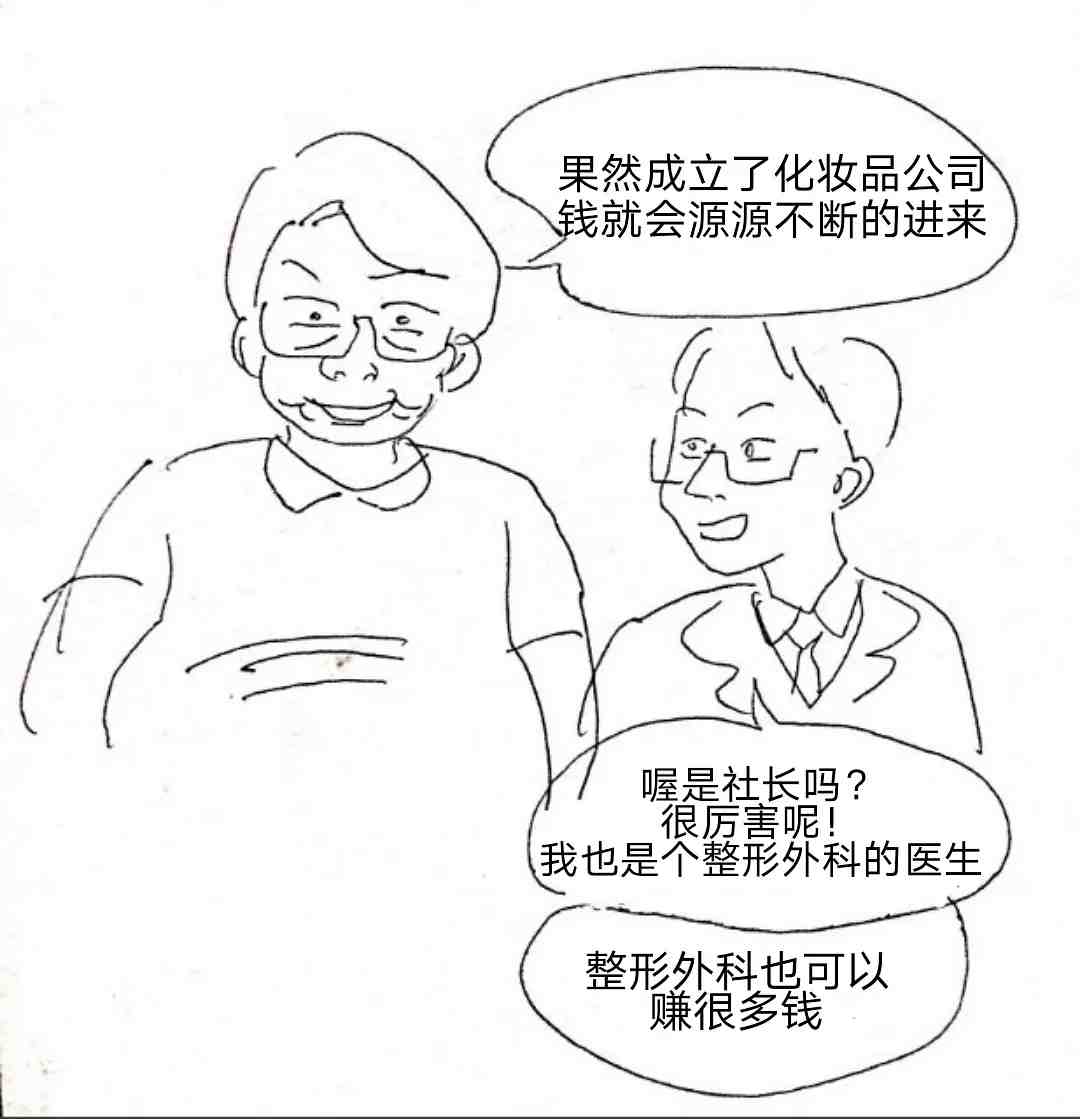 果然成立了化妆品公司
钱就会源源不断的进来
喔是社长吗？
很厉害呢！
我也是个整形外科的医生
整形外科也可以
赚很多钱